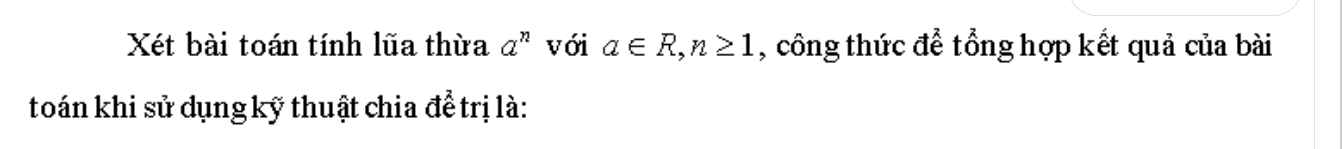 Xét bài toán tính lũa thừa aⁿ với a ∈ R, n ≥ 1, công thức để tổng hợp kết quả của bài
toán khi sử dụng kỹ thuật chia để trị là: